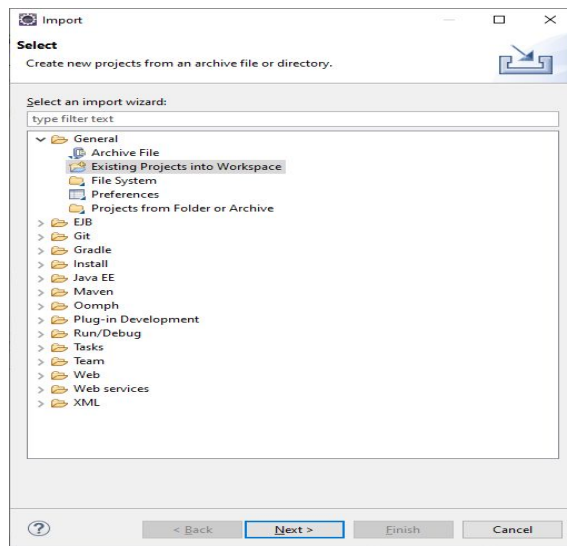 Import
Select
Create new projects from an archive file or directory.
Select an import wizard:
type filter text
General
Archive File
Existing Projects into Workspace
File System
Preferences
Projects from Folder or Archive
EJB
Git
Gradle
Install
Java EE
Maven
Oomph
Plug-in Development
Run/Debug
Tasks
Team
Web
Web services
XML
? < Back Next > Finish Cancel